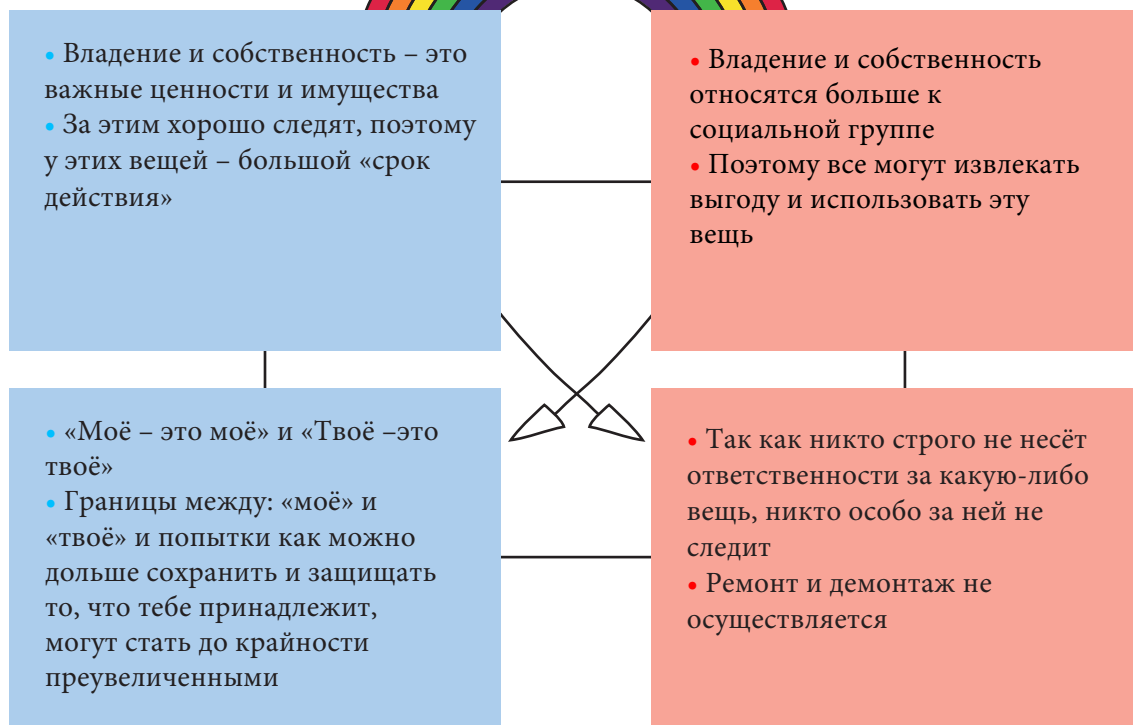 • Владение и собственность – это
важные ценности и имущества
• За этим хорошо следят, поэтому
у этих вещей – большой «срок
действия»
• Владение и собственность
относятся больше к
социальной группе
• Поэтому все могут извлекать
выгоду и использовать эту
вещь
• «Моё – это моё» и «Твоё –это
твоё»
• Границы между: «моё» и
«твоё» и попытки как можно
дольше сохранить и защищать
то, что тебе принадлежит,
могут стать до крайности
преувеличенными
• Так как никто строго не несёт
ответственности за какую-либо
вещь, никто особо за ней не
следит
• Ремонт и демонтаж не
осуществляется